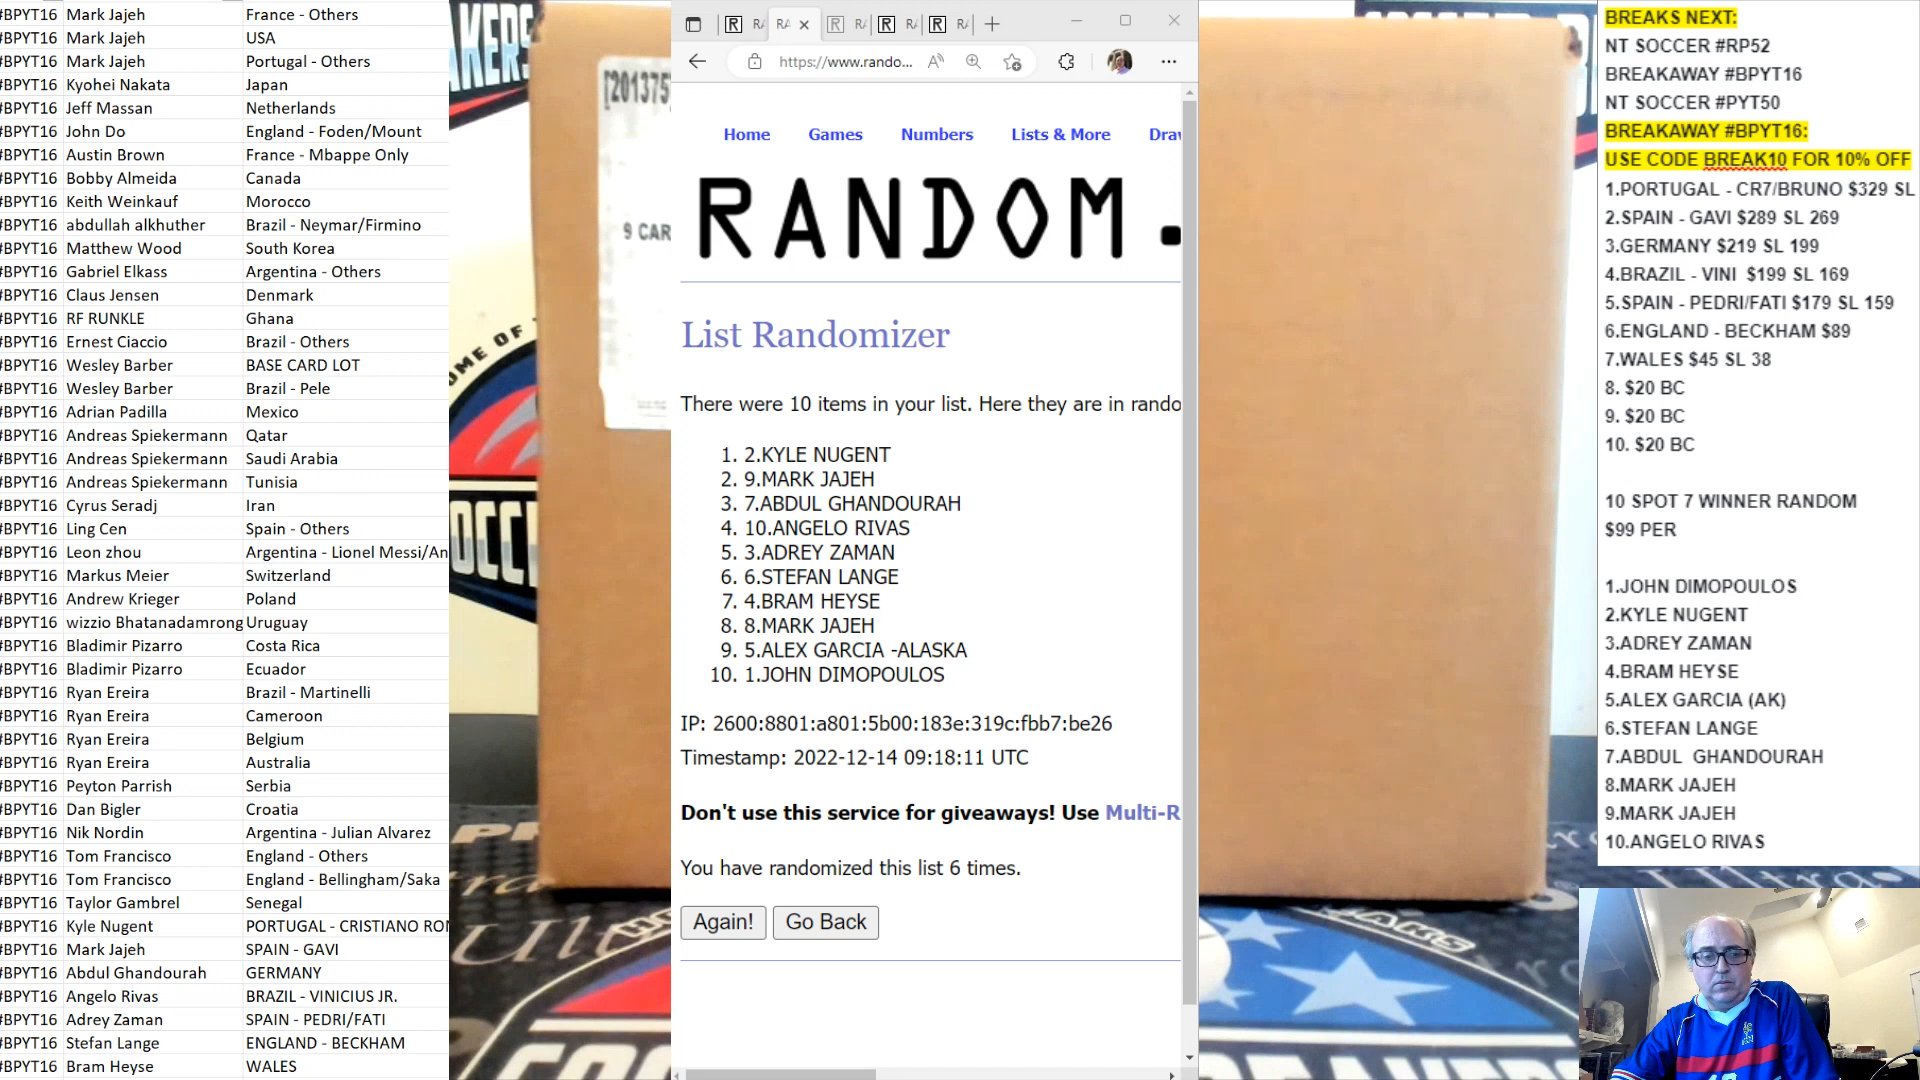 #BPYT16 Mark Jajeh France - Others
#BPYT16 Mark Jajeh USA
#BPYT16 Mark Jajeh Portugal - Others
#BPYT16 Kyohei Nakata Japan
#BPYT16 Jeff Massan Netherlands
#BPYT16 John Do England - Foden/Mount
#BPYT16 Austin Brown France - Mbappe Only
#BPYT16 Bobby Almeida Canada
#BPYT16 Keith Weinkauf Morocco
#BPYT16 abdullah alkhuther Brazil - Neymar/Firmino
#BPYT16 Matthew Wood South Korea
#BPYT16 Gabriel Elkass Argentina - Others
#BPYT16 Claus Jensen Denmark
#BPYT16 RF RUNKLE Ghana
#BPYT16 Ernest Ciaccio Brazil - Others
#BPYT16 Wesley Barber BASE CARD LOT
#BPYT16 Wesley Barber Brazil - Pele
#BPYT16 Adrian Padilla Mexico
#BPYT16 Andreas Spiekermann Qatar
#BPYT16 Andreas Spiekermann Saudi Arabia
#BPYT16 Andreas Spiekermann Tunisia
#BPYT16 Cyrus Seradj Iran
#BPYT16 Ling Cen Spain - Others
#BPYT16 Leon zhou Argentina - Lionel Messi/An
#BPYT16 Markus Meier Switzerland
#BPYT16 Andrew Krieger Poland
#BPYT16 wizzio Bhatanadamrong Uruguay
#BPYT16 Bladimir Pizarro Costa Rica
#BPYT16 Bladimir Pizarro Ecuador
#BPYT16 Ryan Ereira Brazil - Martinelli
#BPYT16 Ryan Ereira Cameroon
#BPYT16 Ryan Ereira Belgium
#BPYT16 Ryan Ereira Australia
#BPYT16 Peyton Parrish Serbia
#BPYT16 Dan Bigler Croatia
#BPYT16 Nik Nordin Argentina - Julian Alvarez
#BPYT16 Tom Francisco England - Others
#BPYT16 Tom Francisco England - Bellingham/Saka
#BPYT16 Taylor Gambrel Senegal
#BPYT16 Kyle Nugent PORTUGAL - CRISTIANO RO
#BPYT16 Mark Jajeh SPAIN - GAVI
#BPYT16 Abdul Ghandourah GERMANY
#BPYT16 Angelo Rivas BRAZIL - VINICIUS JR.
#BPYT16 Adrey Zaman SPAIN - PEDRI/FATI
#BPYT16 Stefan Lange ENGLAND - BECKHAM
#BPYT16 Bram Heyse WALES
[201375
9 CAR
https://www.rando...
Home Games Numbers Lists & More Drav
RANDOM.
List Randomizer
There were 10 items in your list. Here they are in rando
1. 2.KYLE NUGENT
2. 9.MARK JAJEH
3. 7.ABDUL GHANDOURAH
4. 10.ANGELO RIVAS
5. 3.ADREY ZAMAN
6. 6.STEFAN LANGE
7. 4.BRAM HEYSE
8. 8.MARK JAJEH
9. 5.ALEX GARCIA -ALASKA
10. 1.JOHN DIMOPOULOS
IP: 2600:8801:a801:5b00:183e:319c:fbb7:be26
Timestamp: 2022-12-14 09:18:11 UTC
Don't use this service for giveaways! Use Multi-R
You have randomized this list 6 times.
Again! Go Back
BREAKS NEXT:
NT SOCCER #RP52
BREAKAWAY #BPYT16
NT SOCCER #PYT50
BREAKAWAY #BPYT16:
USE CODE BREAK10 FOR 10% OFF
1.PORTUGAL - CR7/BRUNO $329 SL
2.SPAIN - GAVI $289 SL 269
3.GERMANY $219 SL 199
4.BRAZIL - VINI $199 SL 169
5.SPAIN - PEDRI/FATI $179 SL 159
6.ENGLAND - BECKHAM $89
7.WALES $45 SL 38
8. $20 BC
9. $20 BC
10. $20 BC
10 SPOT 7 WINNER RANDOM
$99 PER
1.JOHN DIMOPOULOS
2.KYLE NUGENT
3.ADREY ZAMAN
4.BRAM HEYSE
5.ALEX GARCIA (AK)
6.STEFAN LANGE
7.ABDUL GHANDOURAH
8.MARK JAJEH
9.MARK JAJEH
10.ANGELO RIVAS